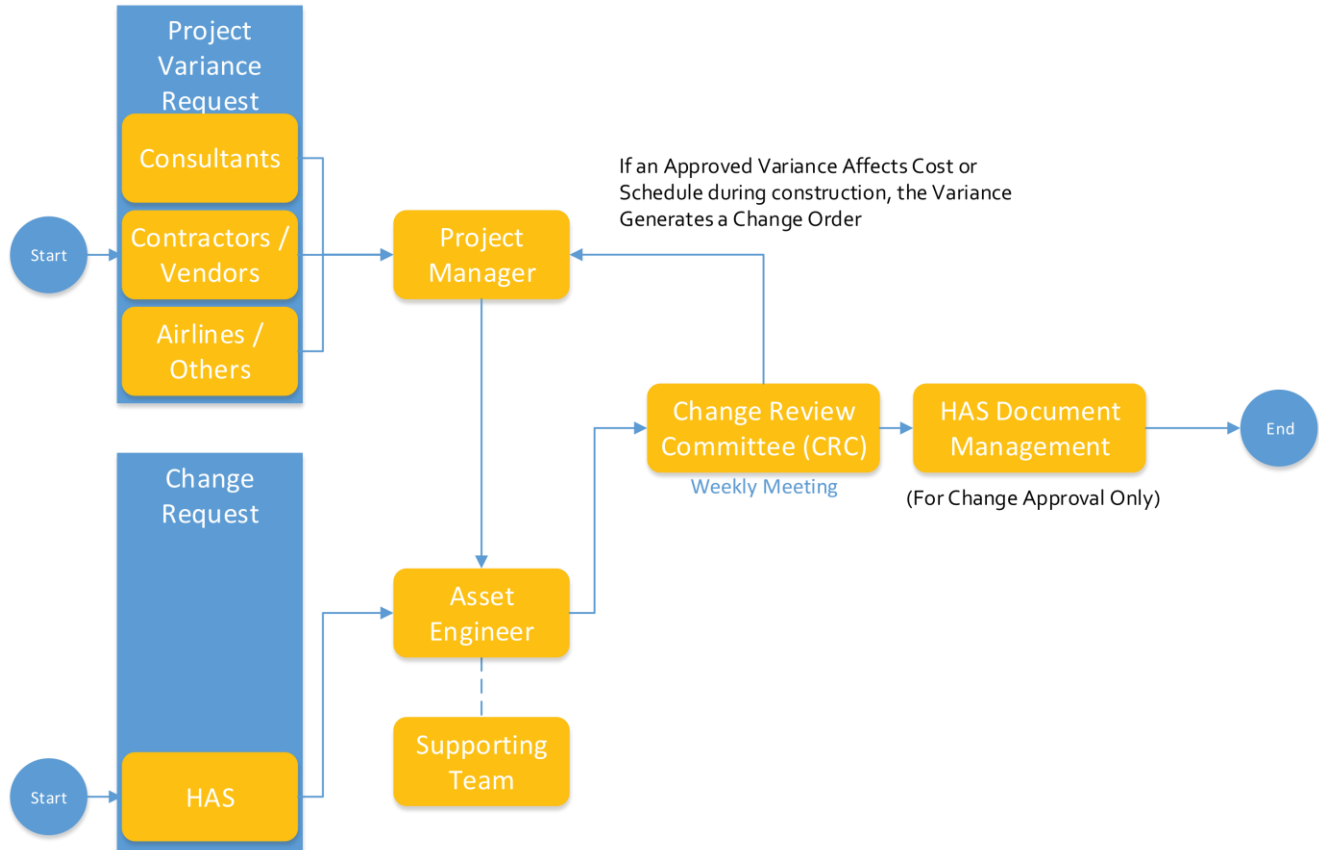 Project
Variance
Request
Consultants
Start
Contractors /
Vendors
Airlines /
Others
Project
Manager
If an Approved Variance Affects Cost or
Schedule during construction, the Variance
Generates a Change Order
Change Review
Committee (CRC)
Weekly Meeting
HAS Document
Management
(For Change Approval Only)
End
Change
Request
Asset
Engineer
Supporting
Team
Start
HAS